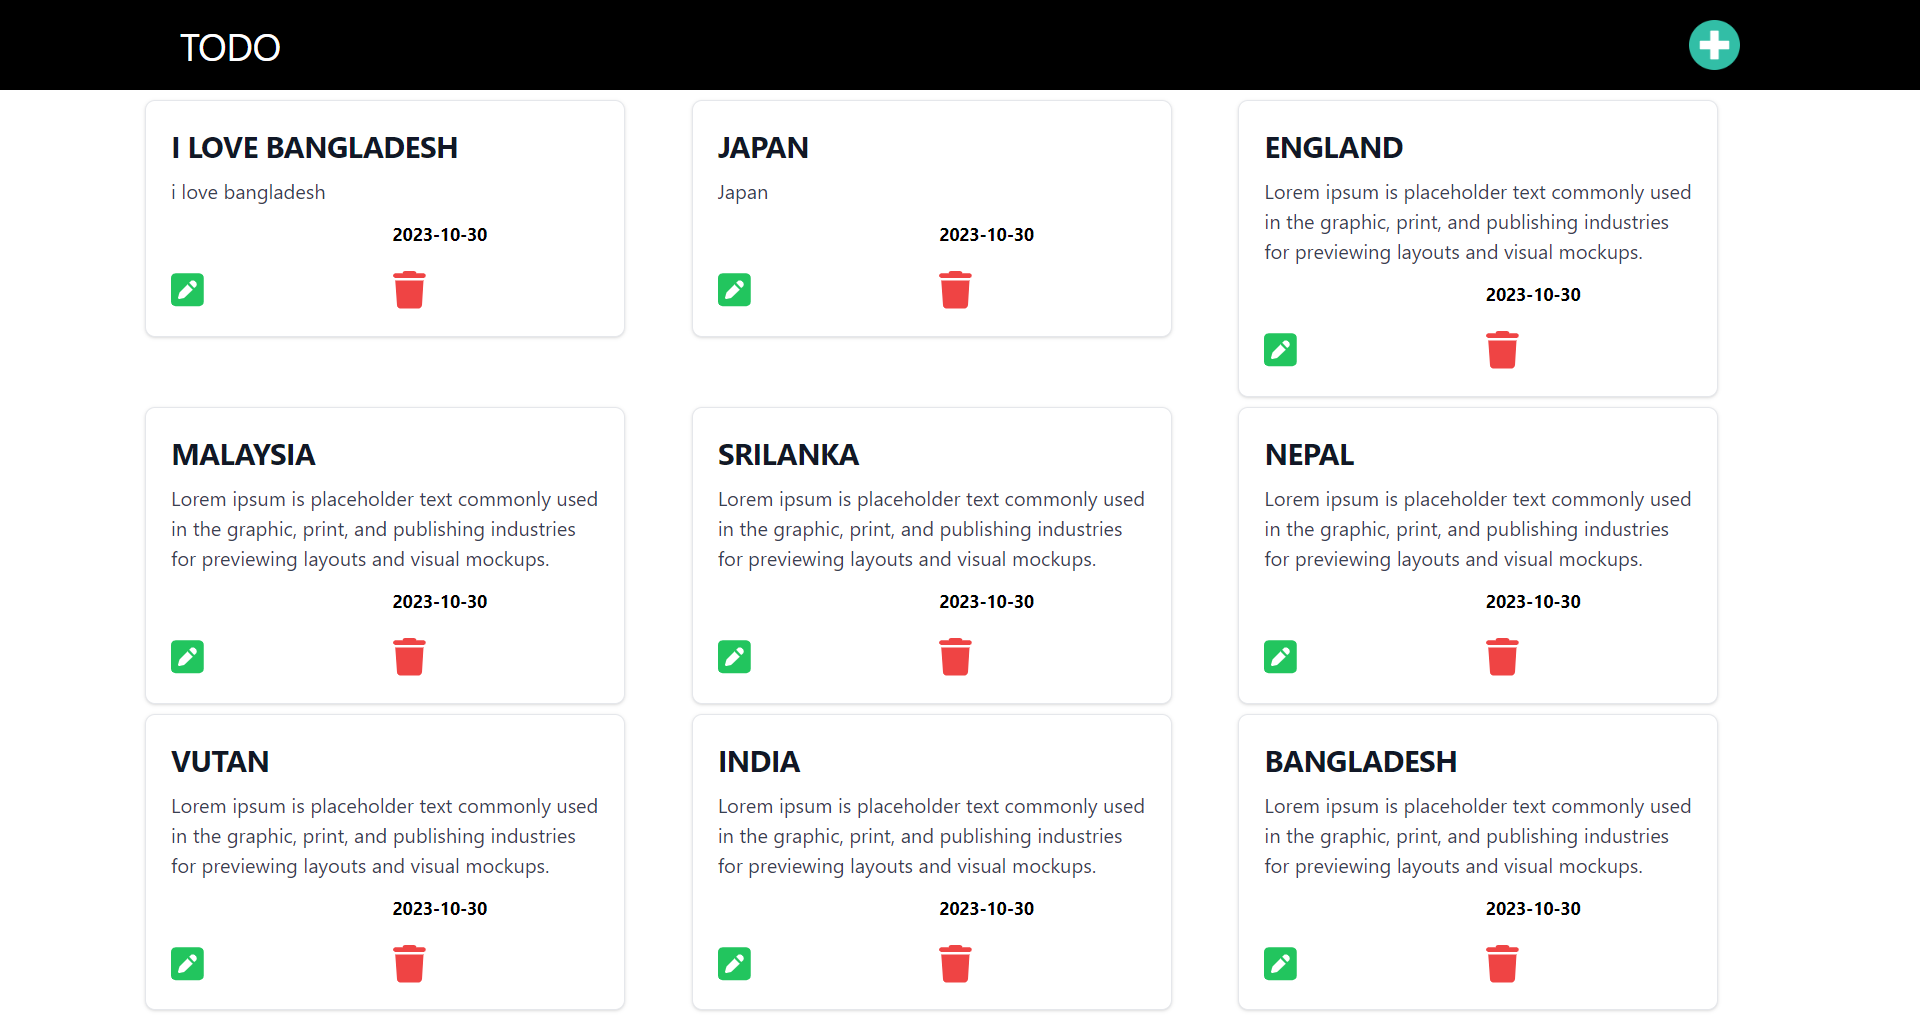 TODO
I LOVE BANGLADESH
i love bangladesh
2023-10-30
JAPAN
Japan
2023-10-30
ENGLAND
Lorem ipsum is placeholder text commonly used
in the graphic, print, and publishing industries
for previewing layouts and visual mockups.
2023-10-30
MALAYSIA
Lorem ipsum is placeholder text commonly used
in the graphic, print, and publishing industries
for previewing layouts and visual mockups.
2023-10-30
SRILANKA
Lorem ipsum is placeholder text commonly used
in the graphic, print, and publishing industries
for previewing layouts and visual mockups.
2023-10-30
NEPAL
Lorem ipsum is placeholder text commonly used
in the graphic, print, and publishing industries
for previewing layouts and visual mockups.
2023-10-30
VUTAN
Lorem ipsum is placeholder text commonly used
in the graphic, print, and publishing industries
for previewing layouts and visual mockups.
2023-10-30
INDIA
Lorem ipsum is placeholder text commonly used
in the graphic, print, and publishing industries
for previewing layouts and visual mockups.
2023-10-30
BANGLADESH
Lorem ipsum is placeholder text commonly used
in the graphic, print, and publishing industries
for previewing layouts and visual mockups.
2023-10-30